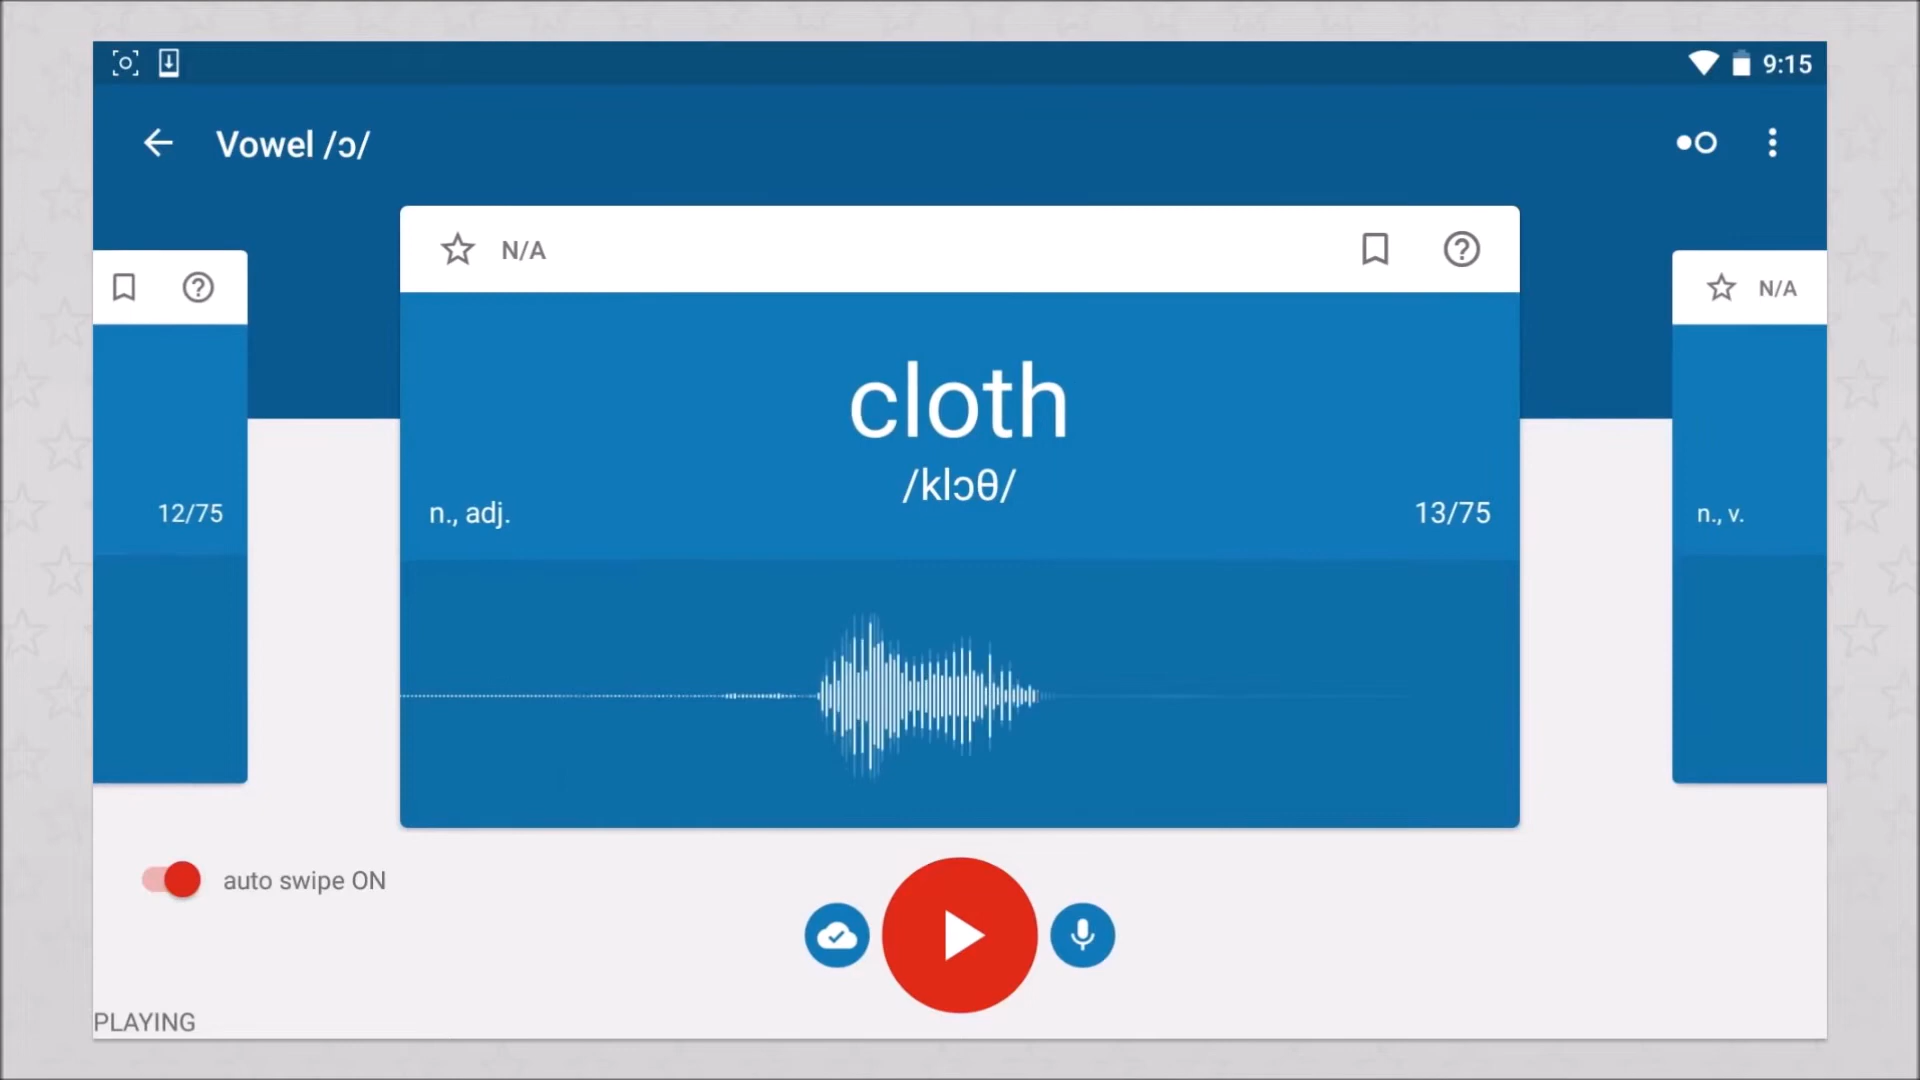 9:15
Vowel /ɔ/
N/A
N/A
cloth
/klɔθ/
12/75
n., adj.
13/75
n., v.
auto swipe ON
PLAYING